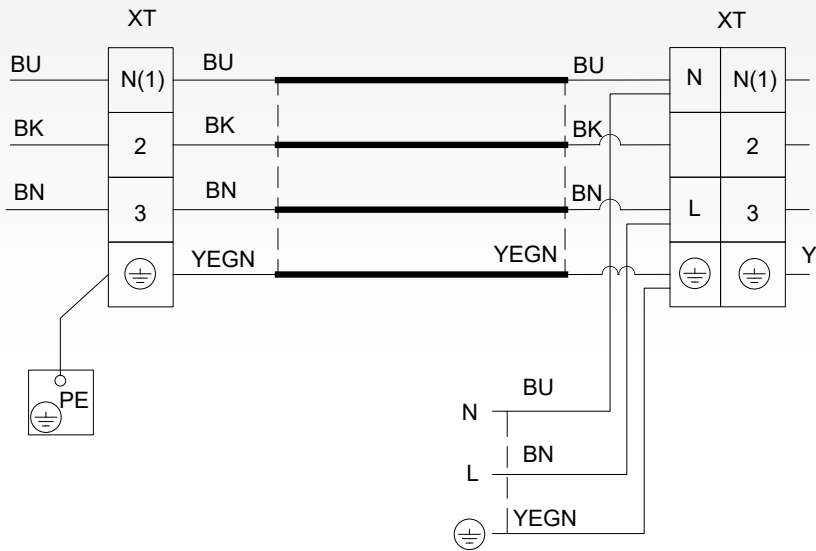 XT XT
BU BU BU N N(1)
N(1)
BK BK BK
2 2
BN BN BN L 3
3
YEGN YEGN Y
PE
N BU
L BN
YEGN